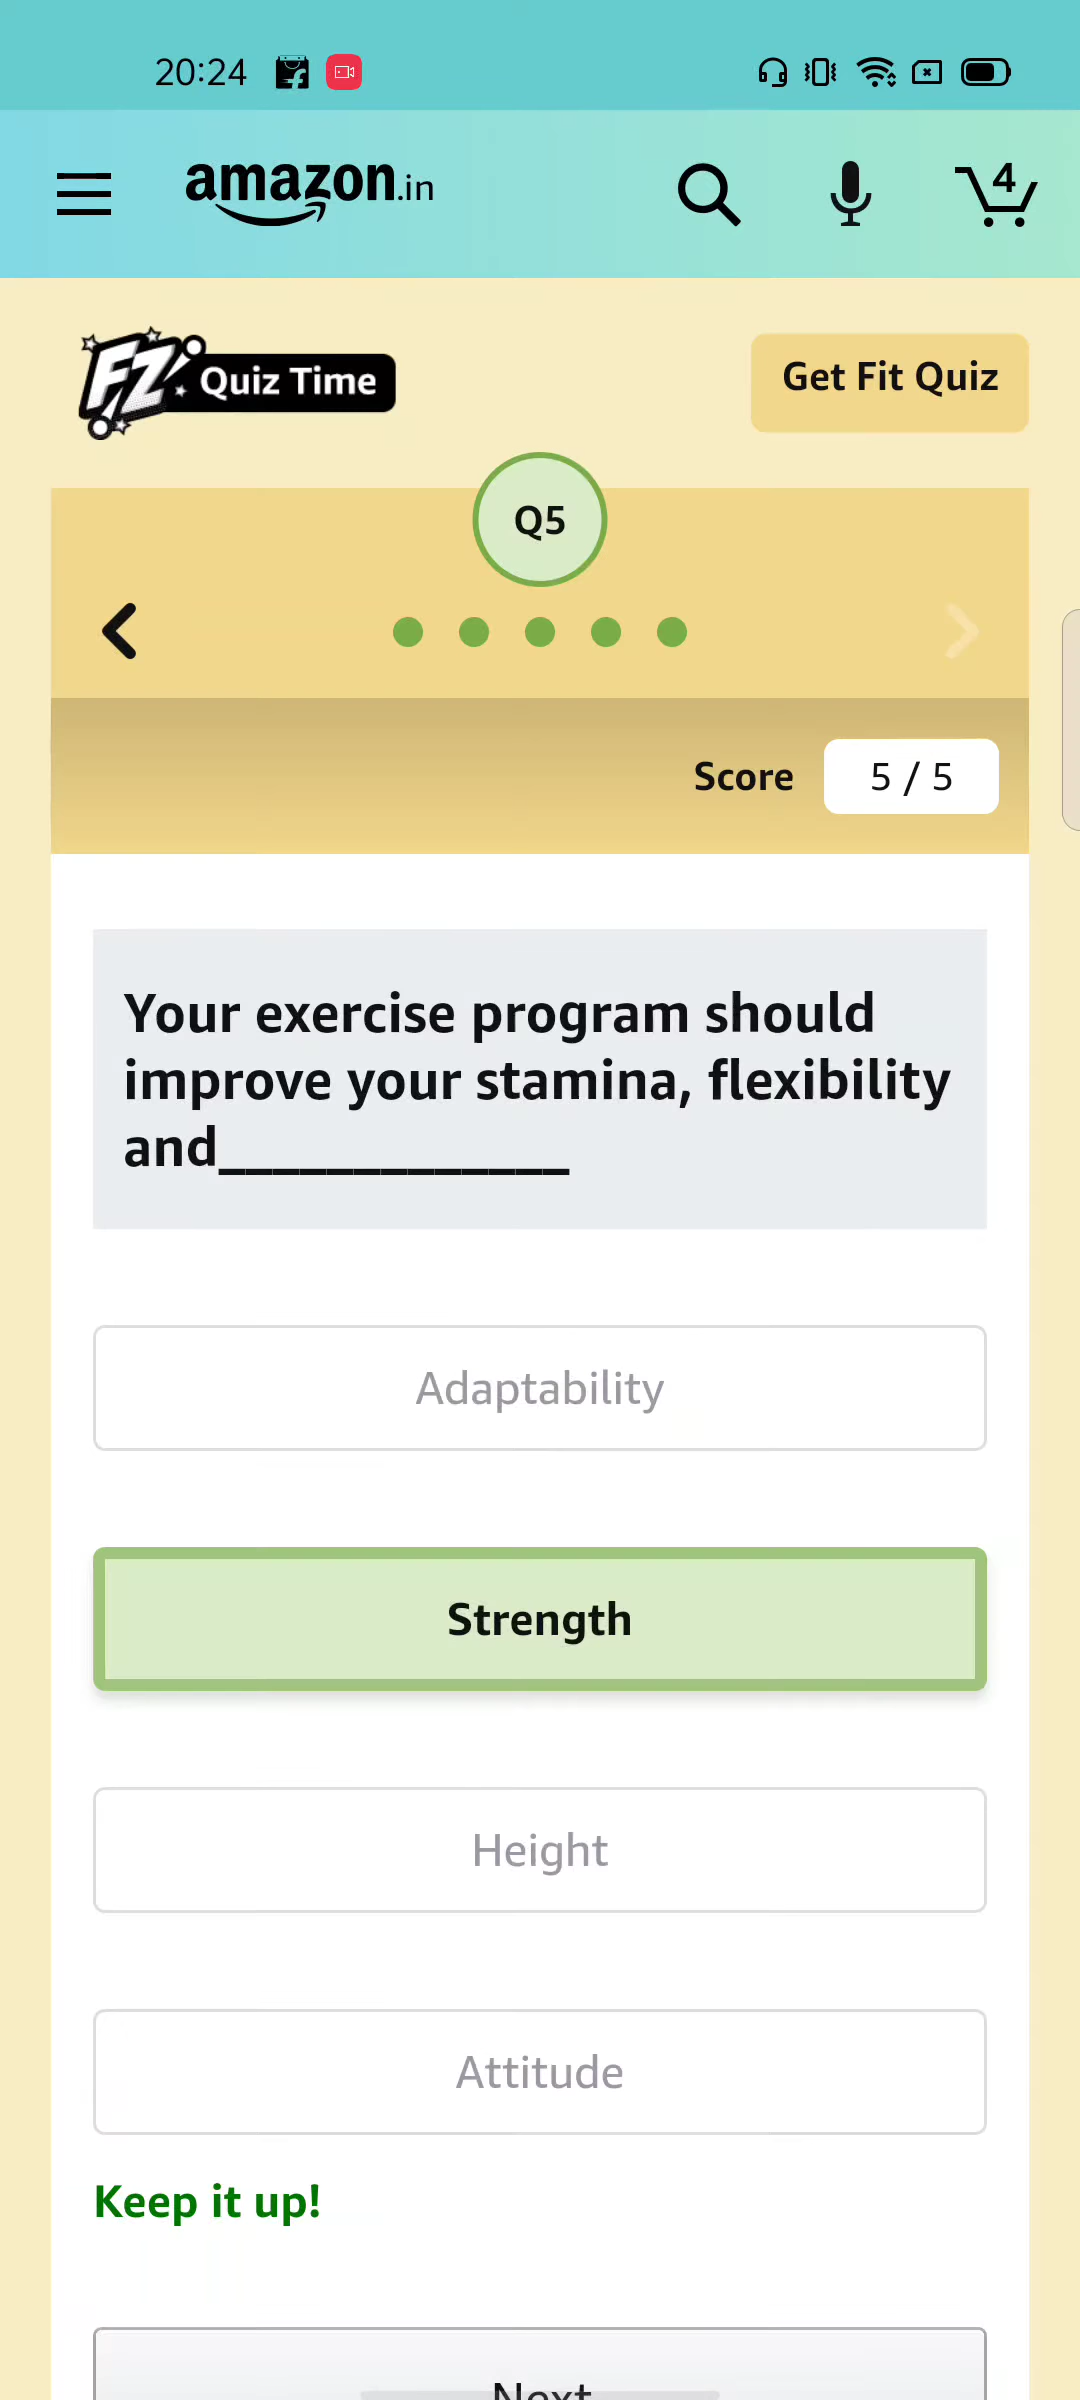 20:24
amazon.in
4
FZ Quiz Time
Get Fit Quiz
Q5
Score 5 / 5
Your exercise program should
improve your stamina, flexibility
and_____________
Adaptability
Strength
Height
Attitude
Keep it up!
Next